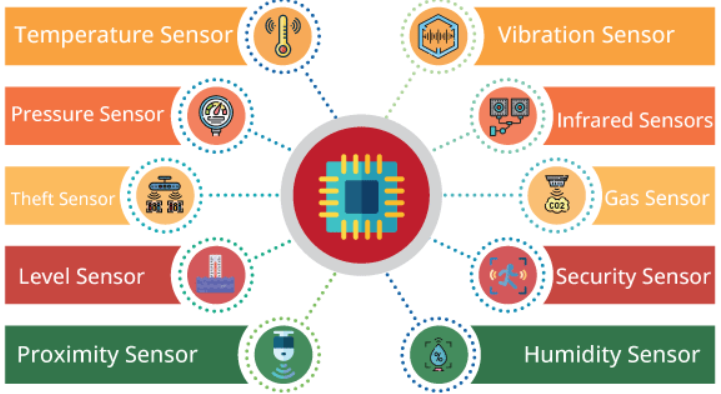 Temperature Sensor
Vibration Sensor
Pressure Sensor
Infrared Sensors
Theft Sensor
CO2
Gas Sensor
Level Sensor
Security Sensor
Proximity Sensor
%
Humidity Sensor